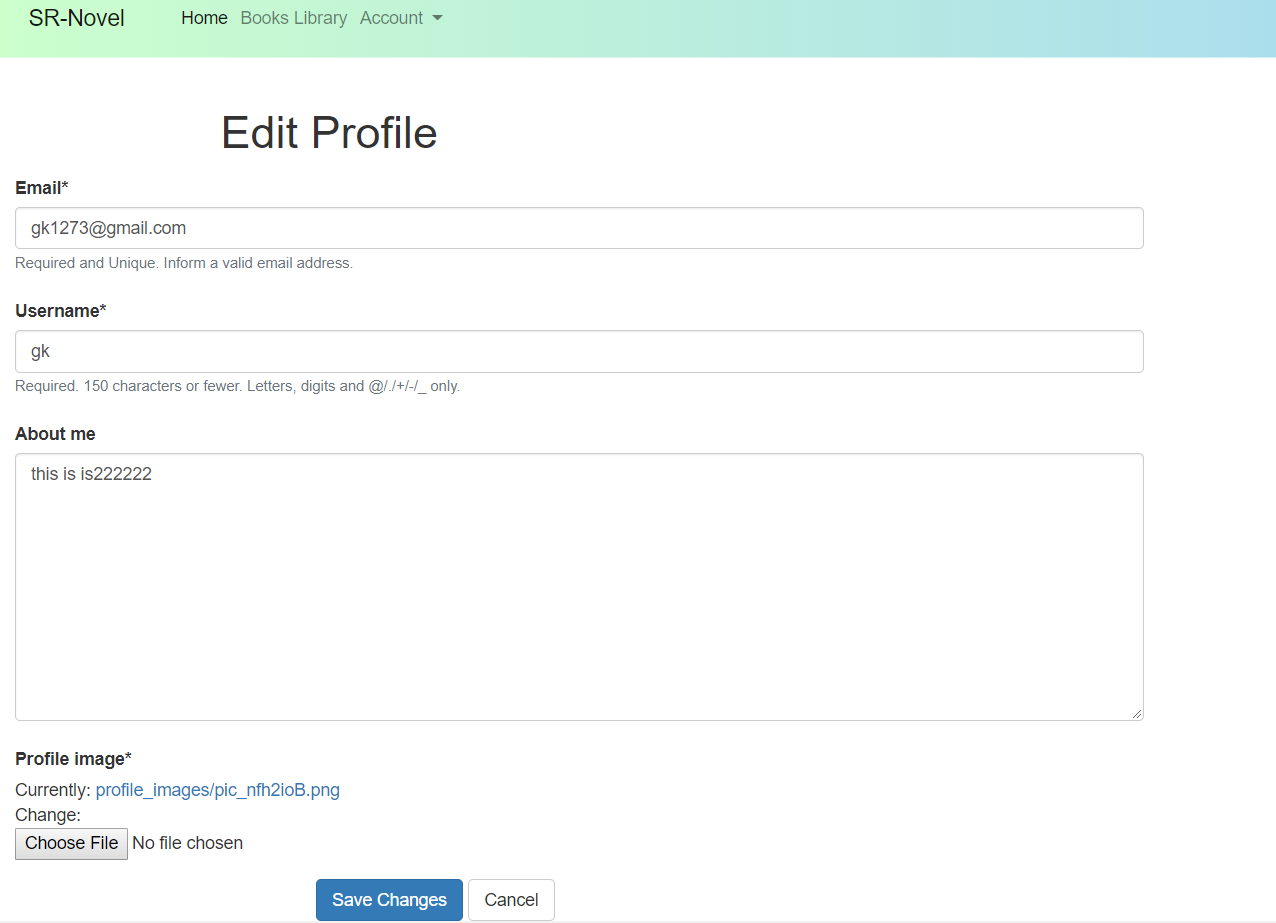 SR-Novel Home Books Library Account
Edit Profile
Email*
gk1273@gmail.com
Required and Unique. Inform a valid email address.
Username*
gk
Required. 150 characters or fewer. Letters, digits and @/./+/-/_ only.
About me
this is is222222
Profile image*
Currently: profile_images/pic_nfh2ioB.png
Change:
Choose File No file chosen
Save Changes Cancel